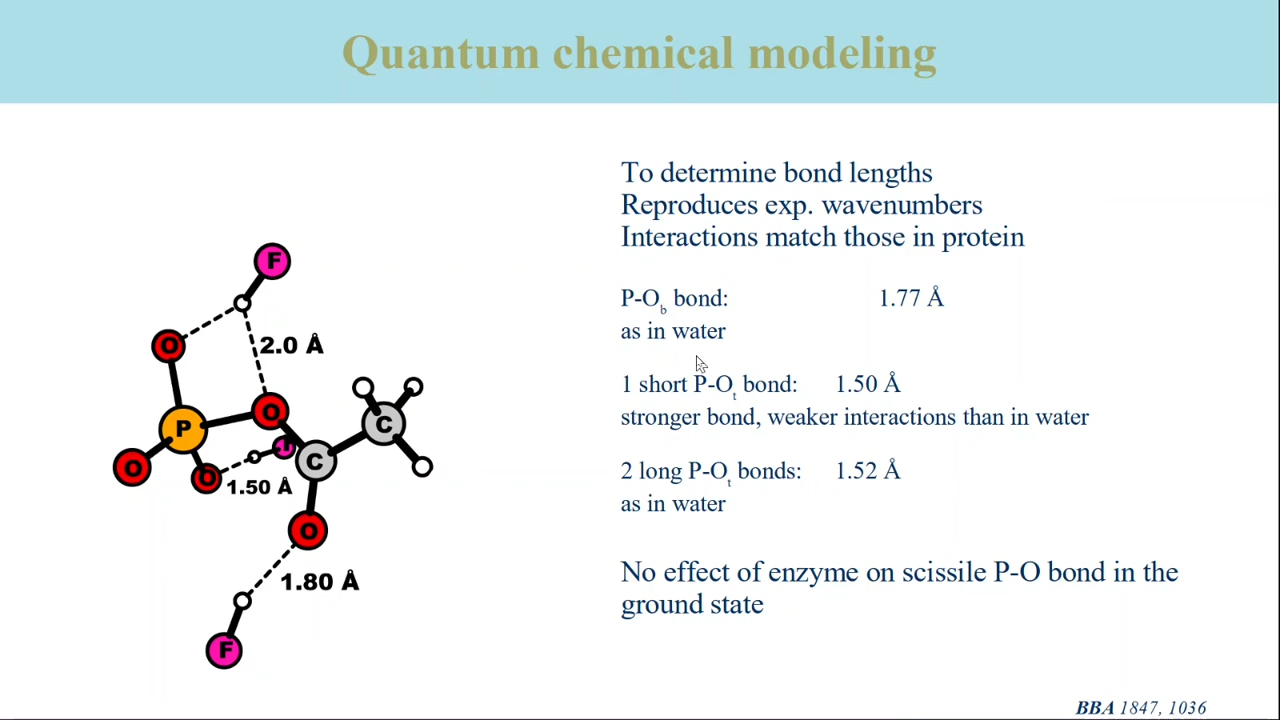 Quantum chemical modeling
To determine bond lengths
Reproduces exp. wavenumbers
Interactions match those in protein
P-Ob bond: 1.77 Å
as in water
1 short P-Ot bond: 1.50 Å
stronger bond, weaker interactions than in water
2 long P-Ot bonds: 1.52 Å
as in water
No effect of enzyme on scissile P-O bond in the
ground state
F
O
2.0 Å
O
P
C
C
O
O
1.50 Å
O
1.80 Å
F
BBA 1847, 1036